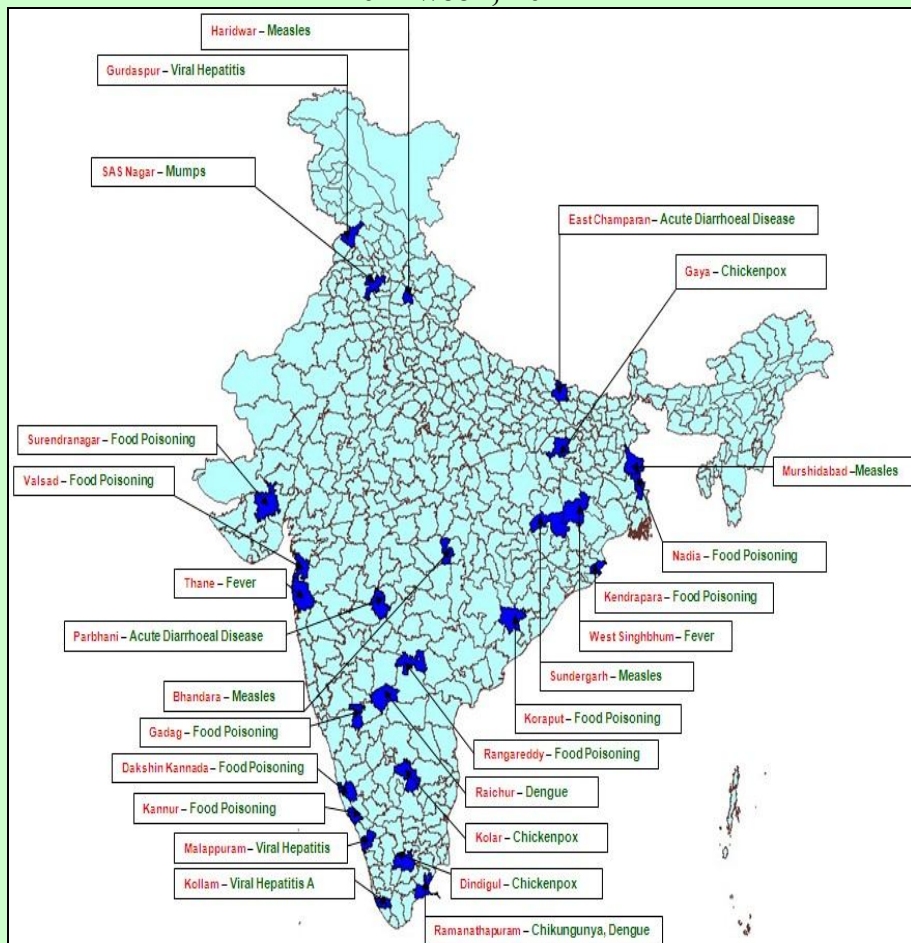 Haridwar – Measles
Gurdaspur – Viral Hepatitis
SAS Nagar – Mumps
East Champaran – Acute Diarrhoeal Disease
Gaya – Chickenpox
Surendranagar – Food Poisoning
Valsad – Food Poisoning
Murshidabad –Measles
Nadia – Food Poisoning
Thane – Fever
Kendrapara – Food Poisoning
West Singhbhum – Fever
Parbhani – Acute Diarrhoeal Disease
Sundergarh – Measles
Bhandara – Measles
Koraput – Food Poisoning
Gadag – Food Poisoning
Rangareddy – Food Poisoning
Dakshin Kannada – Food Poisoning
Raichur – Dengue
Kannur – Food Poisoning
Kolar – Chickenpox
Malappuram – Viral Hepatitis
Kollam – Viral Hepatitis A
Dindigul – Chickenpox
Ramanathapuram – Chikungunya, Dengue